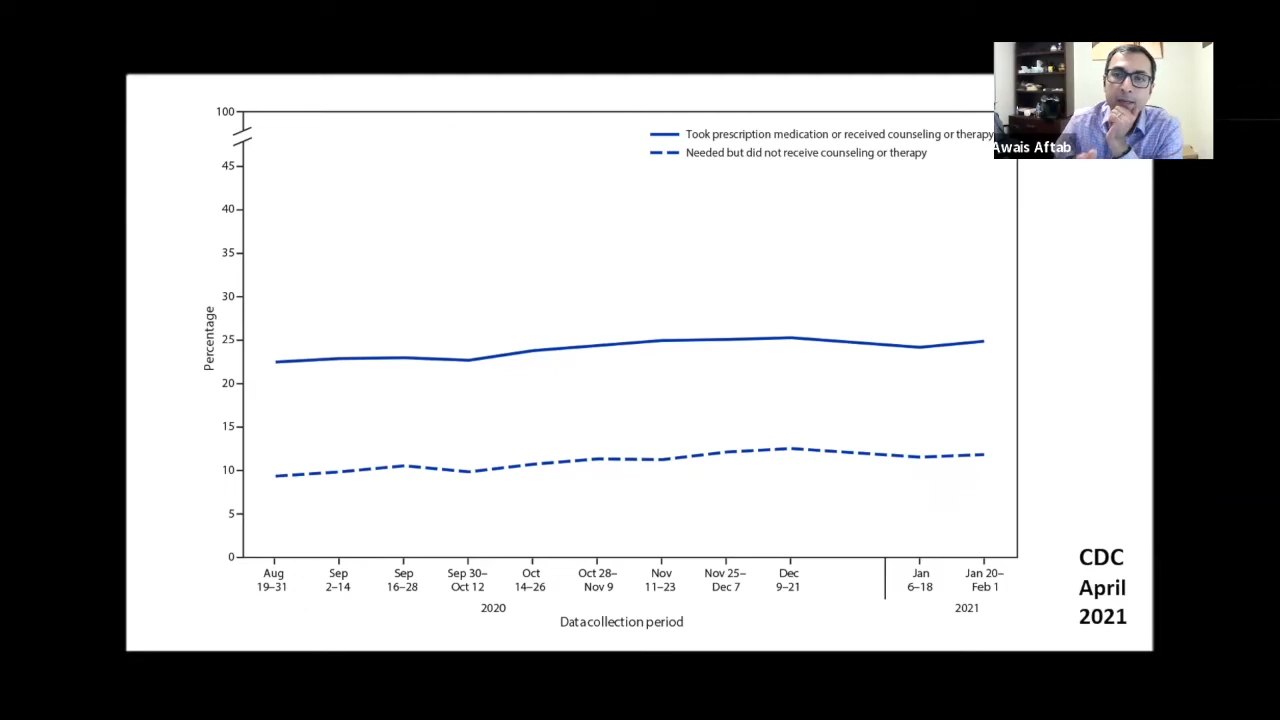 Awais Aftab
Took prescription medication or received counseling or therapy
Needed but did not receive counseling or therapy
100
45
40
35
30
25
20
15
10
5
0
Percentage
Aug
19–31
Sep
2–14
Sep
16–28
Sep 30–
Oct 12
Oct
14–26
Oct 28–
Nov 9
Nov
11–23
Nov 25–
Dec 7
Dec
9–21
Jan
6–18
Jan 20–
Feb 1
2020
2021
Data collection period
CDC
April
2021